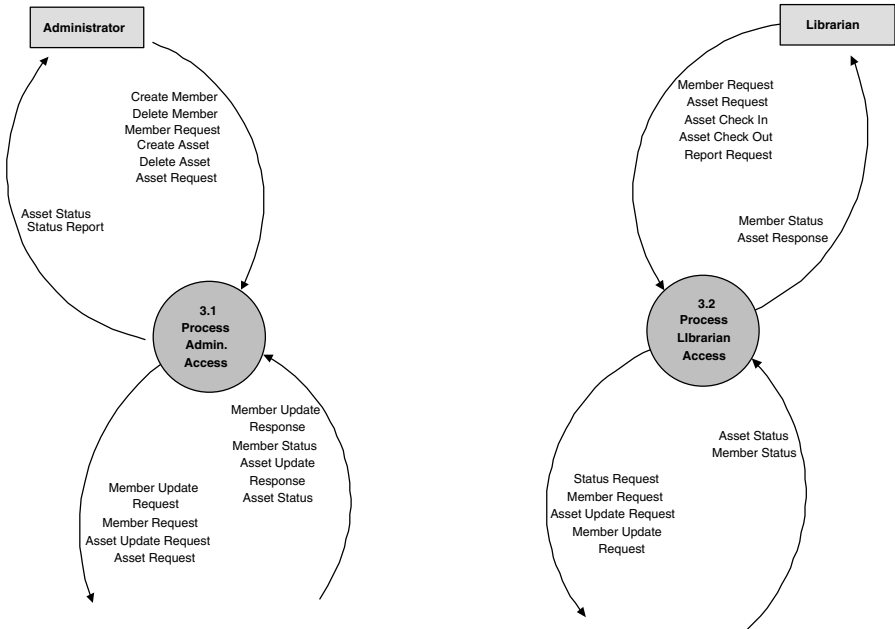 Administrator
Create Member
Delete Member
Member Request
Create Asset
Delete Asset
Asset Request
Asset Status
Status Report
3.1
Process
Admin.
Access
Member Update
Response
Member Status
Asset Update
Response
Asset Status
Member Update
Request
Member Request
Asset Update Request
Asset Request
Librarian
Member Request
Asset Request
Asset Check In
Asset Check Out
Report Request
Member Status
Asset Response
3.2
Process
LIbrarian
Access
Asset Status
Member Status
Status Request
Member Request
Asset Update Request
Member Update
Request